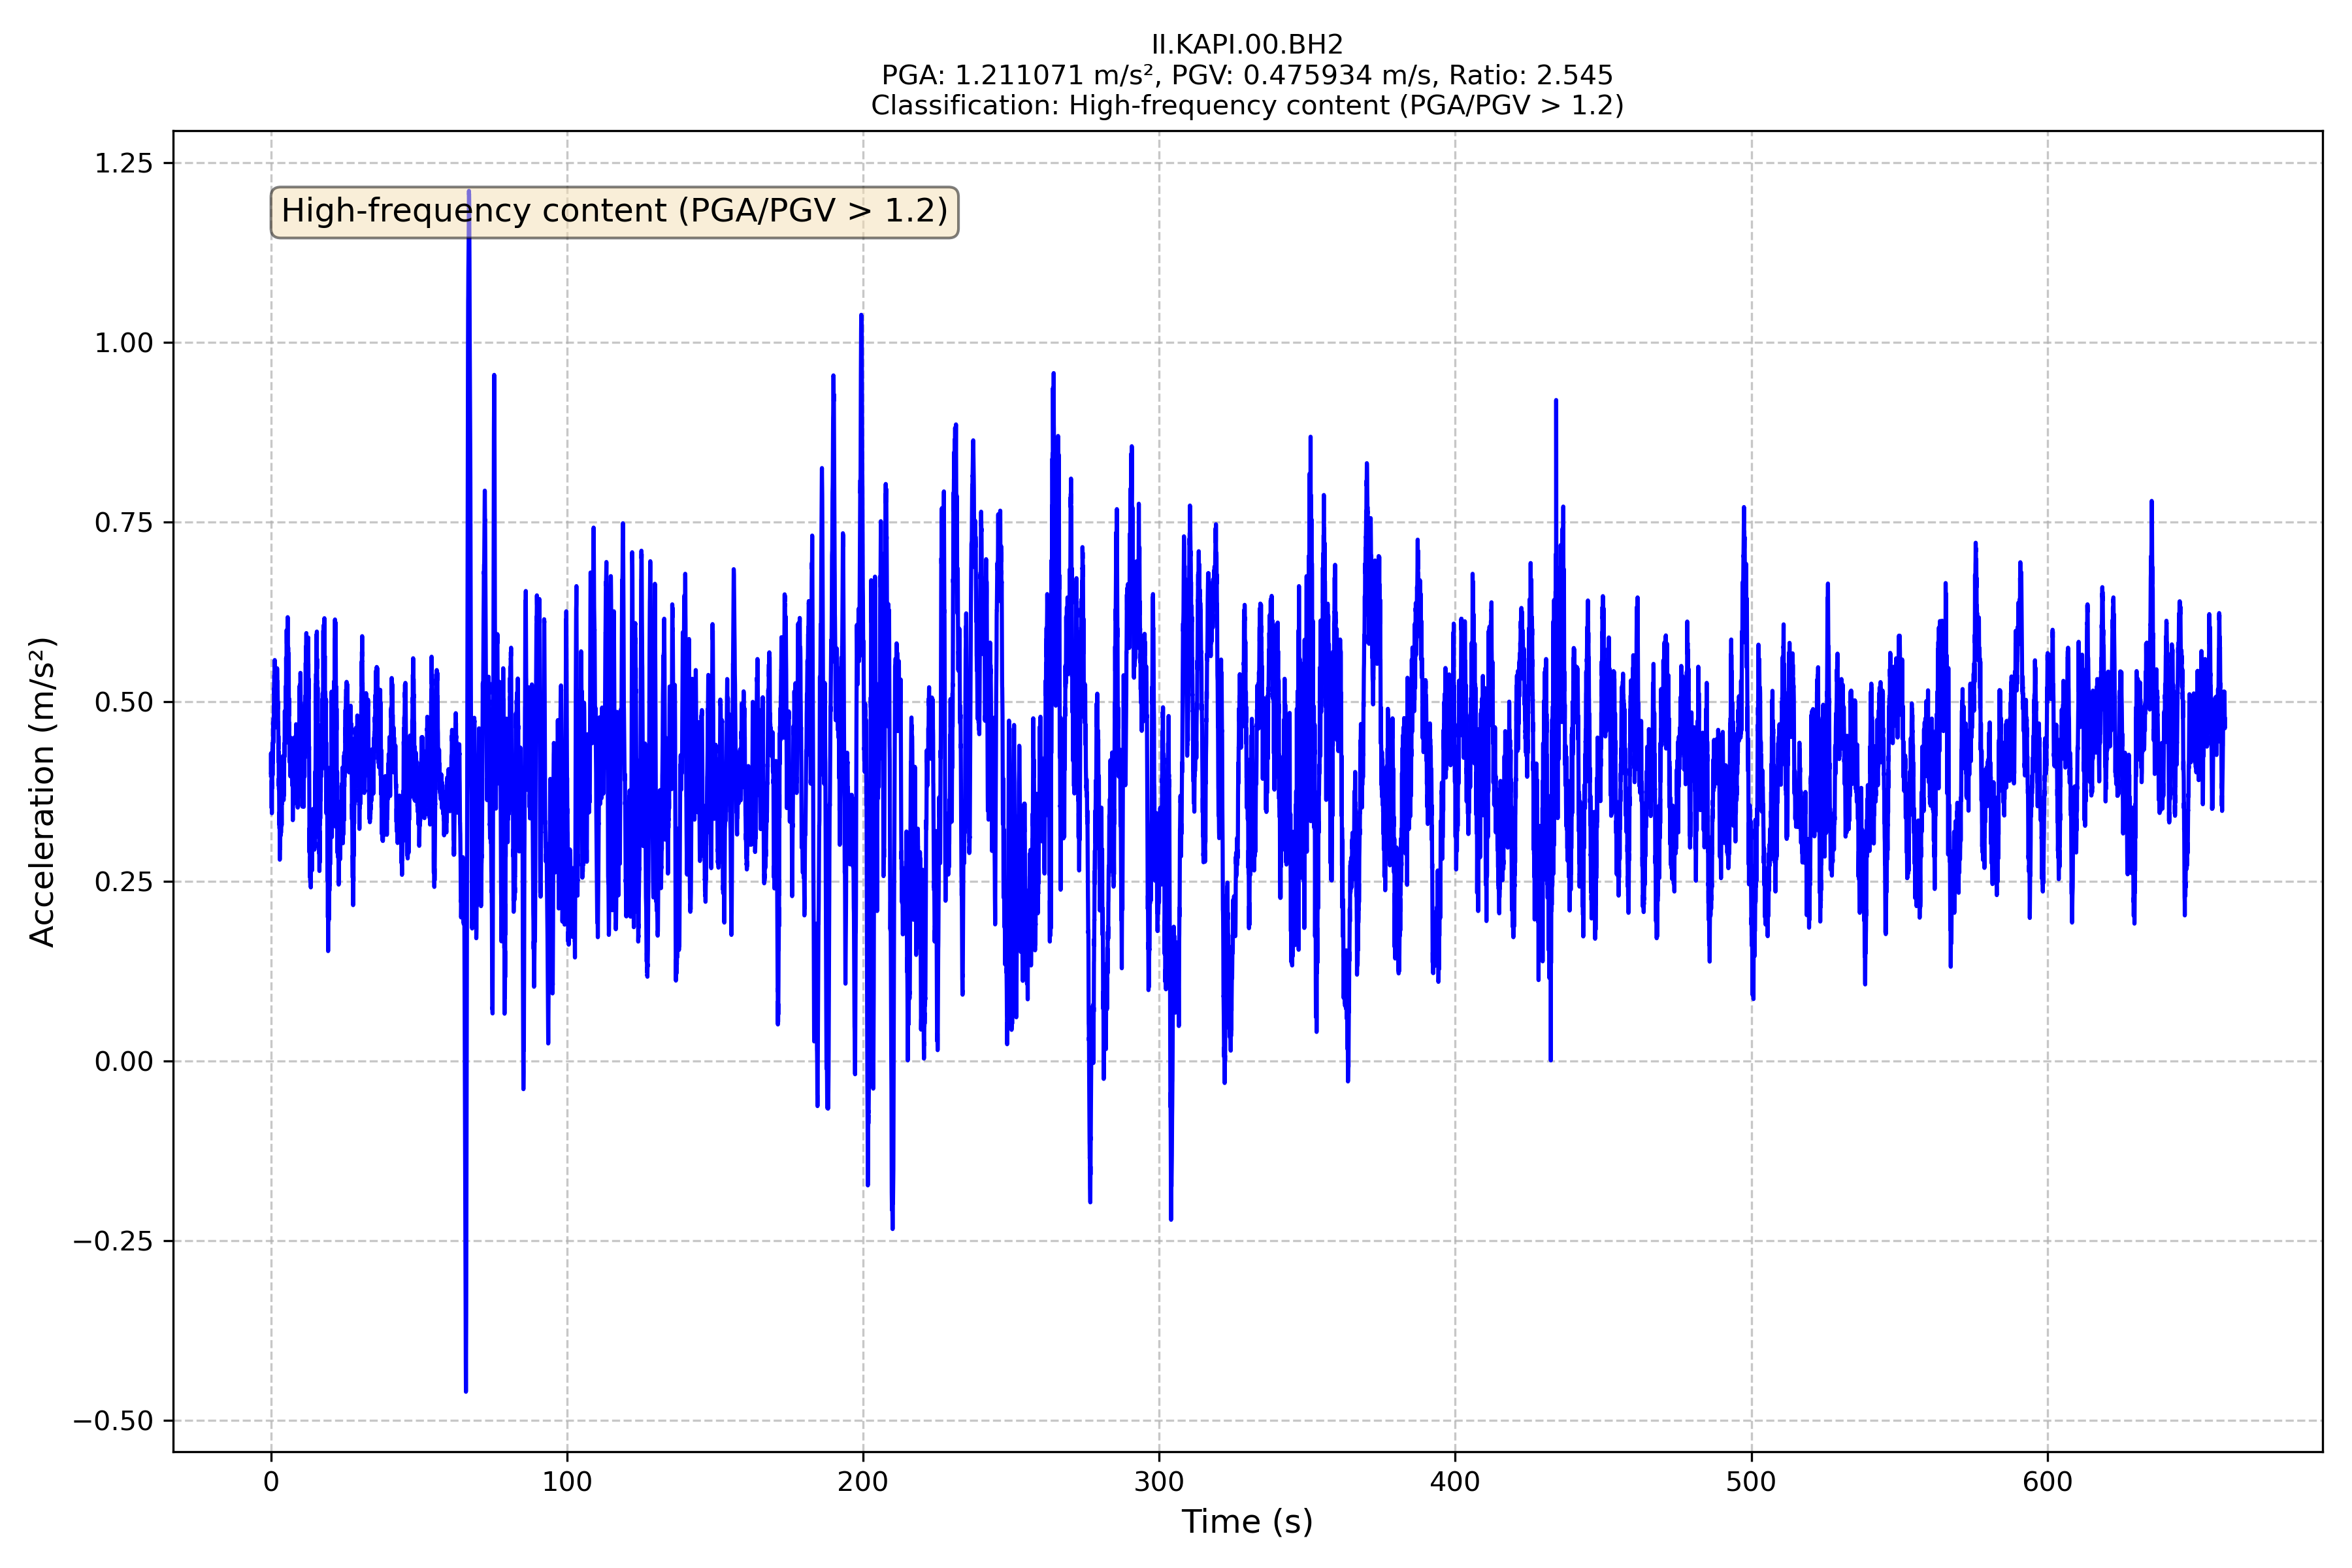 II.KAPI.00.BH2
PGA: 1.211071 m/s², PGV: 0.475934 m/s, Ratio: 2.545
Classification: High-frequency content (PGA/PGV > 1.2)
High-frequency content (PGA/PGV > 1.2)
Acceleration (m/s²)
1.25
1.00
0.75
0.50
0.25
0.00
−0.25
−0.50
0 100 200 300 400 500 600
Time (s)